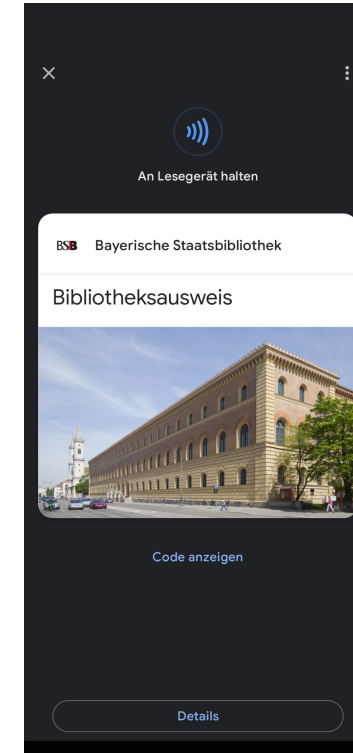 An Lesegerät halten
BSB Bayerische Staatsbibliothek
Bibliotheksausweis
Code anzeigen
Details